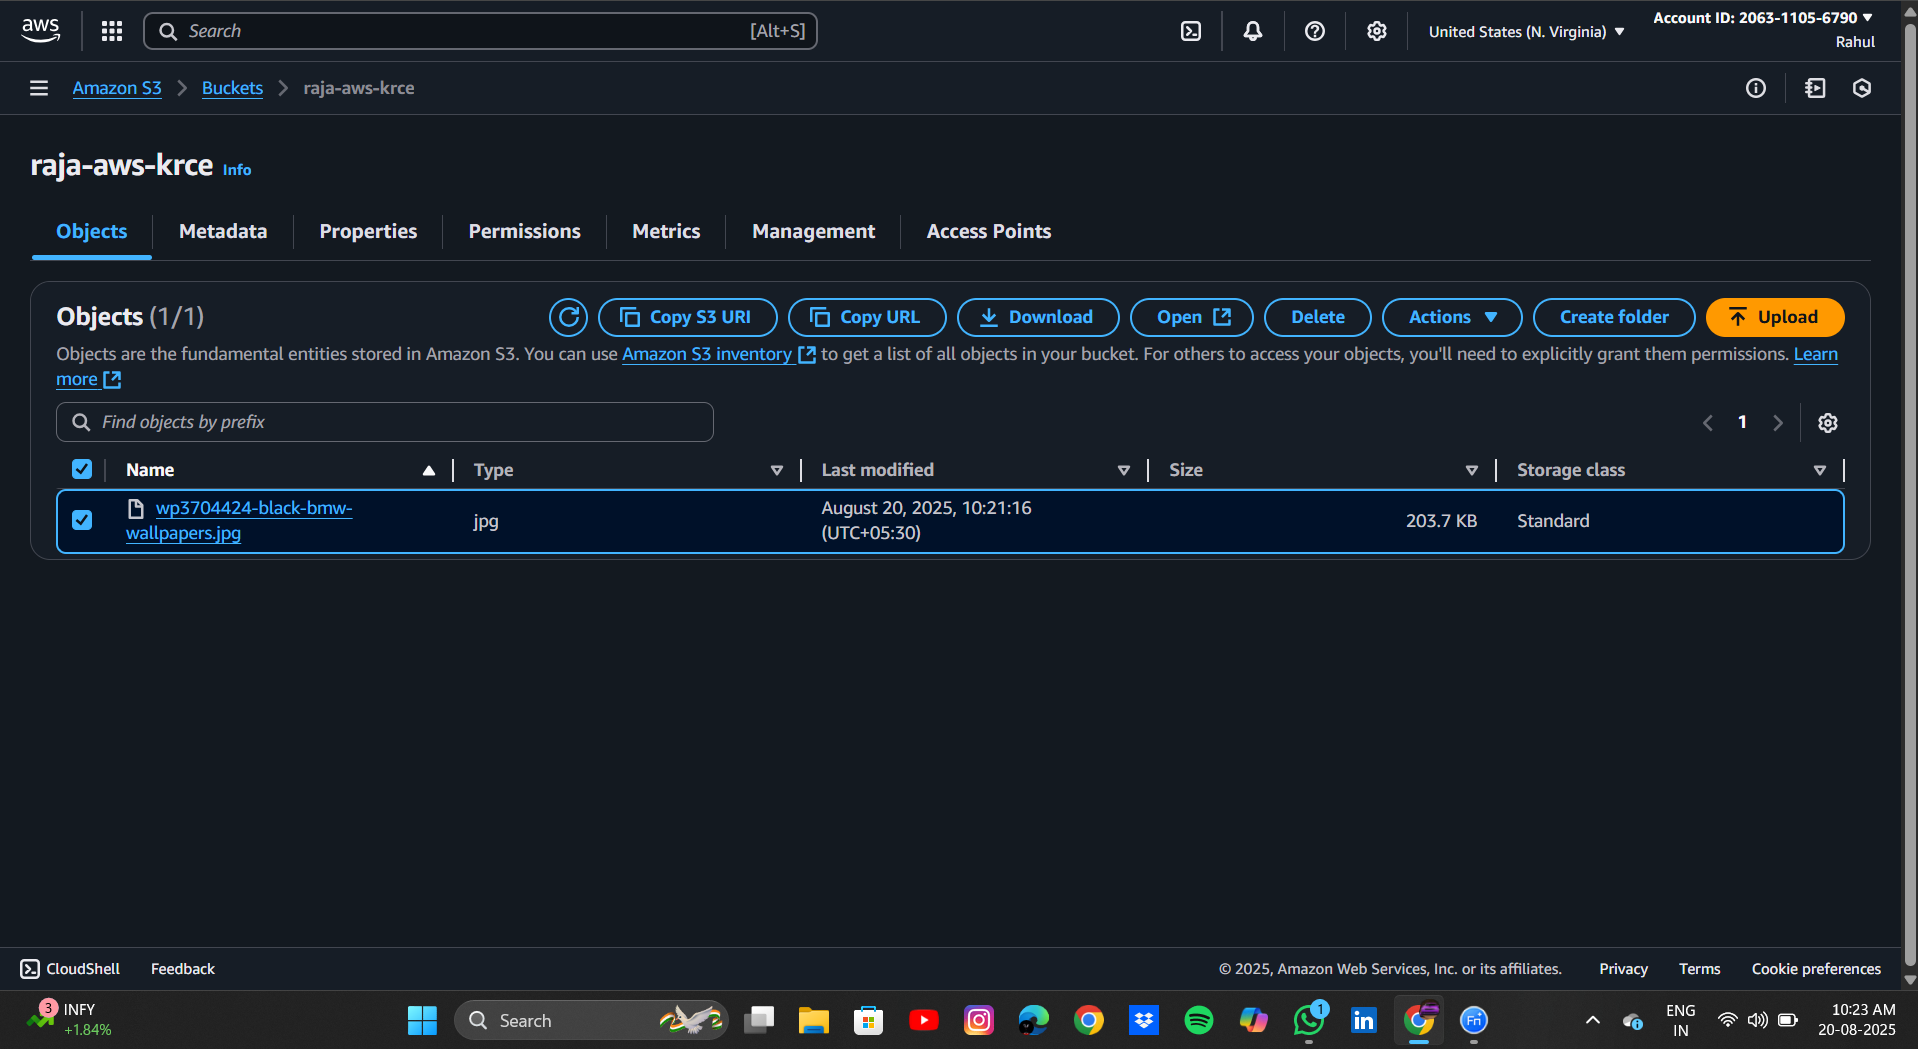 aws
Search [Alt+S]
United States (N. Virginia)
Account ID: 2063-1105-6790
Rahul
Amazon S3 Buckets raja-aws-krce
raja-aws-krce Info
Objects Metadata Properties Permissions Metrics Management Access Points
Objects (1/1)
Copy S3 URI Copy URL Download Open Delete Actions Create folder Upload
Objects are the fundamental entities stored in Amazon S3. You can use Amazon S3 inventory to get a list of all objects in your bucket. For others to access your objects, you'll need to explicitly grant them permissions. Learn
more
Find objects by prefix
1
Name Type Last modified Size Storage class
wp3704424-black-bmw-
wallpapers.jpg
jpg
August 20, 2025, 10:21:16
(UTC+05:30)
203.7 KB
Standard
CloudShell Feedback
© 2025, Amazon Web Services, Inc. or its affiliates. Privacy Terms Cookie preferences
3
INFY
+1.84%
Search
1
in
Fn
ENG
IN
10:23 AM
20-08-2025